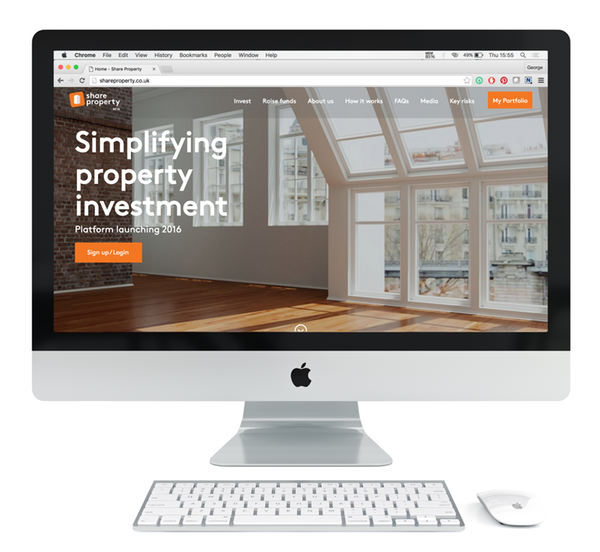 Chrome File Edit View History Bookmarks People Window Help 49% Thu 15:55
Home - Share Property
George
shareproperty.co.uk
share
property
BETA
Invest Raise funds About us How it works FAQs Media Key risks My Portfolio
Simplifying
property
investment
Platform launching 2016
Sign up/Login